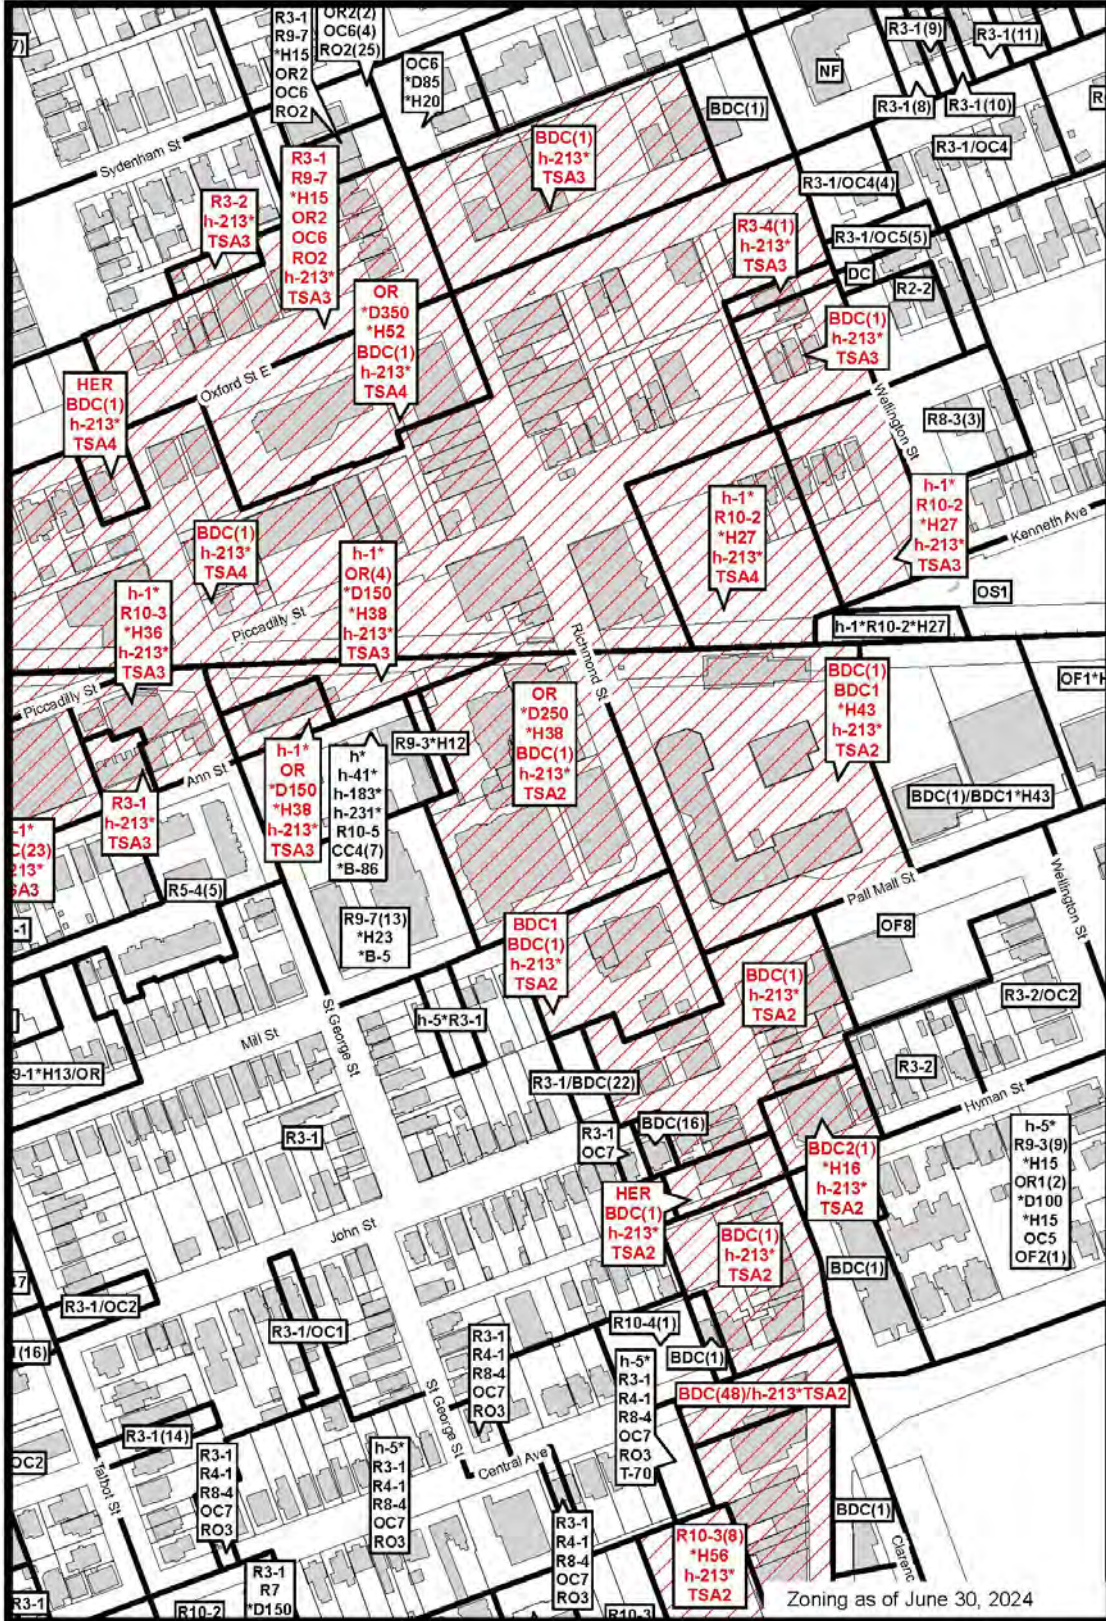 R3-1
R9-7
*H15
OR2
OC6
RO2
OR2(2)
OC6(4)
RO2(25)
OC6
*D85
*H20
NF
R3-1(9)
R3-1(11)
R3-1(8)
R3-1(10)
BDC(1)
R3-1/OC4
Sydenham St
BDC(1)
h-213*
TSA3
R3-1
R9-7
*H15
OR2
OC6
RO2
h-213*
TSA3
R3-2
h-213*
TSA3
R3-1/OC4(4)
R3-4(1)
h-213*
TSA3
R3-1/OC5(5)
DC
R2-2
OR
*D350
*H52
BDC(1)
h-213*
TSA4
BDC(1)
h-213*
TSA3
Oxford St E
HER
BDC(1)
h-213*
TSA4
Wellington St
R8-3(3)
h-1*
R10-2
*H27
h-213*
TSA4
h-1*
R10-2
*H27
h-213*
TSA3
Kenneth Ave
BDC(1)
h-213*
TSA4
h-1*
OR(4)
*D150
*H38
h-213*
TSA3
h-1*
R10-3
*H36
h-213*
TSA3
Piccadilly St
OS1
h-1*R10-2*H27
Richmond St
Piccadilly St
OR
*D250
*H38
BDC(1)
h-213*
TSA2
BDC(1)
BDC1
*H43
h-213*
TSA2
R9-3*H12
h-1*
OR
*D150
*H38
h-213*
TSA3
h*
h-41*
h-183*
h-231*
R10-5
CC4(7)
*B-86
Ann St
R3-1
h-213*
TSA3
BDC(1)/BDC1*H43
R5-4(5)
Pall Mall St
Wellington St
R9-7(13)
*H23
*B-5
OF8
BDC1
BDC(1)
h-213*
TSA2
BDC(1)
h-213*
TSA2
R3-2/OC2
St George St
h-5*R3-1
Mill St
R3-2
R3-1/BDC(22)
Hyman St
BDC(16)
R3-1
OC7
R3-1
BDC2(1)
*H16
h-213*
TSA2
h-5*
R9-3(9)
*H15
OR1(2)
*D100
*H15
OC5
OF2(1)
HER
BDC(1)
h-213*
TSA2
John St
BDC(1)
h-213*
TSA2
BDC(1)
R3-1/OC2
R3-1/OC1
R10-4(1)
BDC(1)
R3-1
R4-1
R8-4
OC7
RO3
h-5*
R3-1
R4-1
R8-4
OC7
RO3
T-70
BDC(48)/h-213*TSA2
St George St
R3-1(14)
Talbot St
R3-1
R4-1
R8-4
OC7
RO3
h-5*
R3-1
R4-1
R8-4
OC7
RO3
Central Ave
R3-1
R4-1
R8-4
OC7
RO3
R10-3(8)
*H56
h-213*
TSA2
BDC(1)
R3-1
R7
*D150
R3-1
R10-2
R10-3
Zoning as of June 30, 2024